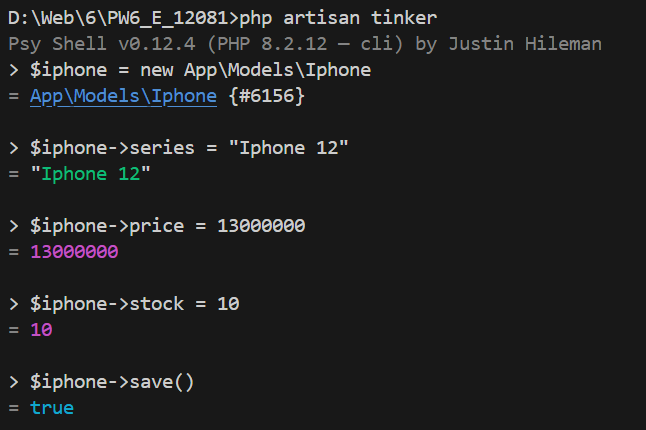 D:\Web\6\PW6_E_12081>php artisan tinker
Psy Shell v0.12.4 (PHP 8.2.12 — cli) by Justin Hileman
> $iphone = new App\Models\Iphone
= App\Models\Iphone {#6156}
> $iphone->series = "Iphone 12"
= "Iphone 12"
> $iphone->price = 13000000
= 13000000
> $iphone->stock = 10
= 10
> $iphone->save()
= true